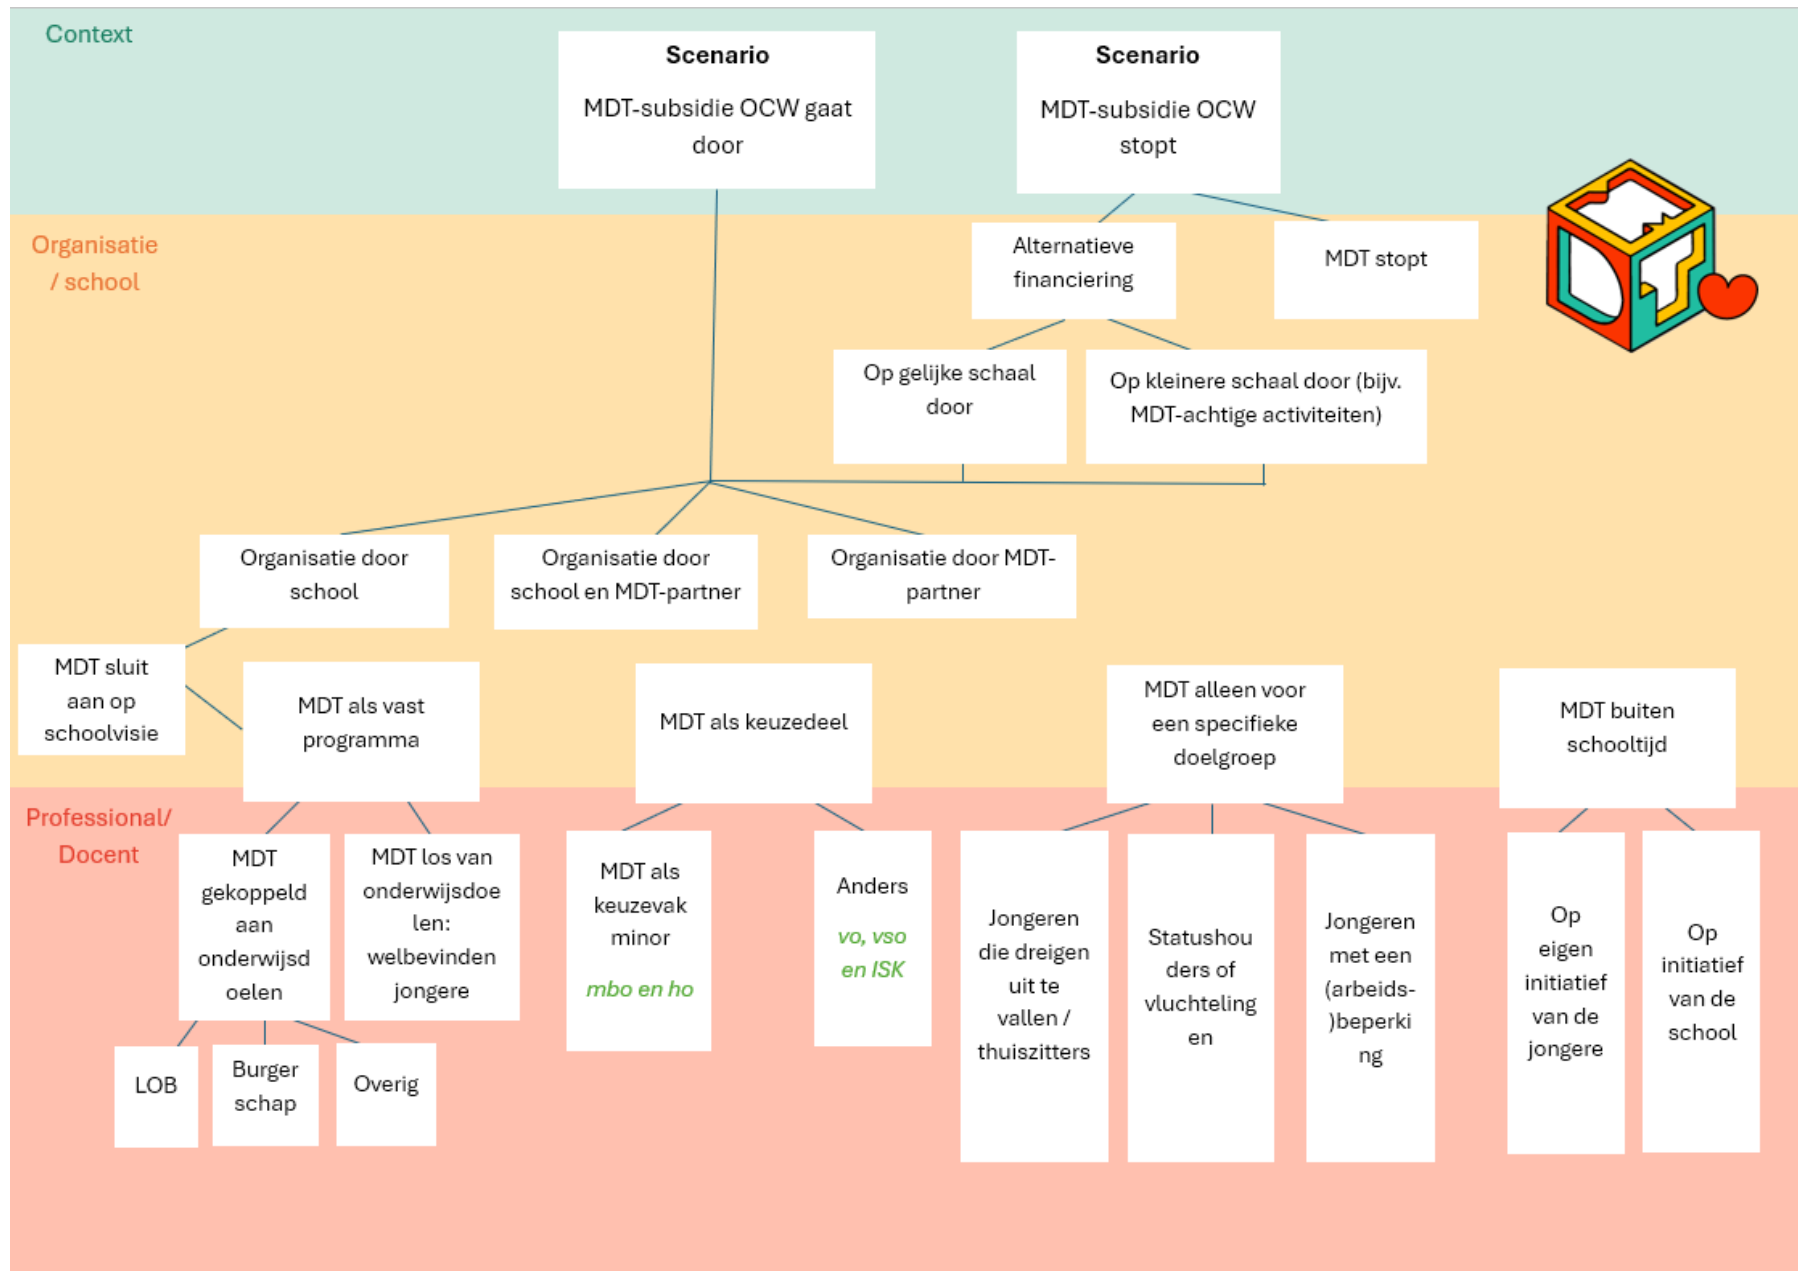 Context
Scenario
MDT-subsidie OCW gaat
door
Scenario
MDT-subsidie OCW
stopt
Organisatie
/ school
Alternatieve
financiering
MDT stopt
Op gelijke schaal
door
Op kleinere schaal door (bijv.
MDT-achtige activiteiten)
Organisatie door
school
Organisatie door
school en MDT-partner
Organisatie door MDT-
partner
MDT sluit
aan op
schoolvisie
MDT als vast
programma
MDT als keuzedeel
MDT alleen voor
een specifieke
doelgroep
MDT buiten
schooltijd
Professional/
Docent
MDT
gekoppeld
aan
onderwijsd
oelen
MDT los van
onderwijsdoe
len:
welbevinden
jongere
MDT als
keuzevak
minor
mbo en ho
Anders
vo, vso
en ISK
Jongeren
die dreigen
uit te
vallen /
thuiszitters
Statushou
ders of
vluchteling
en
Jongeren
met een
(arbeids-
)beperki
ng
Op
eigen
initiatief
van de
jongere
Op
initiatief
van de
school
LOB
Burger
schap
Overig